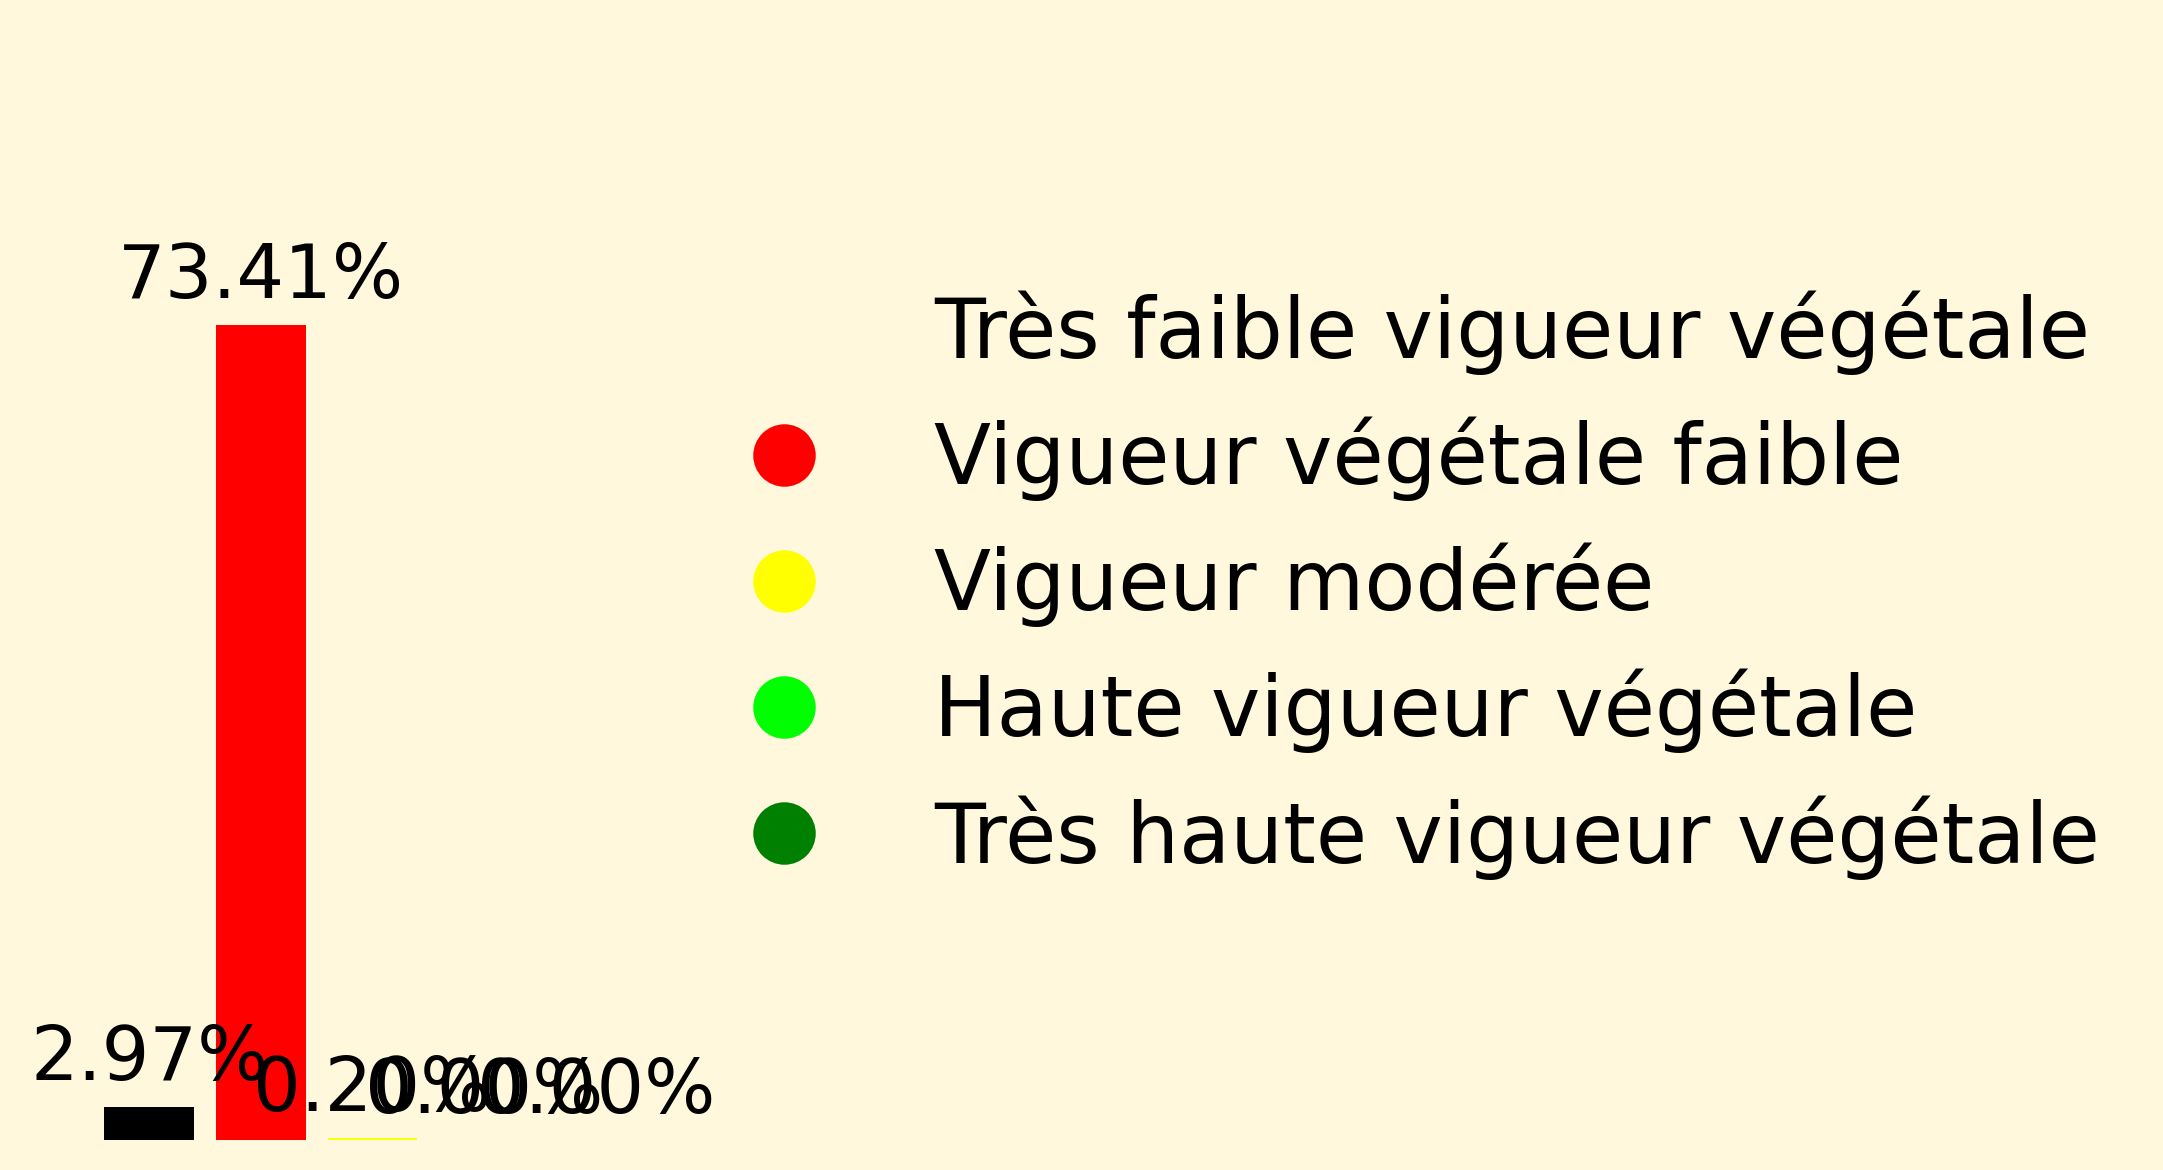 73.41%
Très faible vigueur végétale
Vigueur végétale faible
Vigueur modérée
Haute vigueur végétale
Très haute vigueur végétale
2.97%
0.20%
0.00%
0.00%